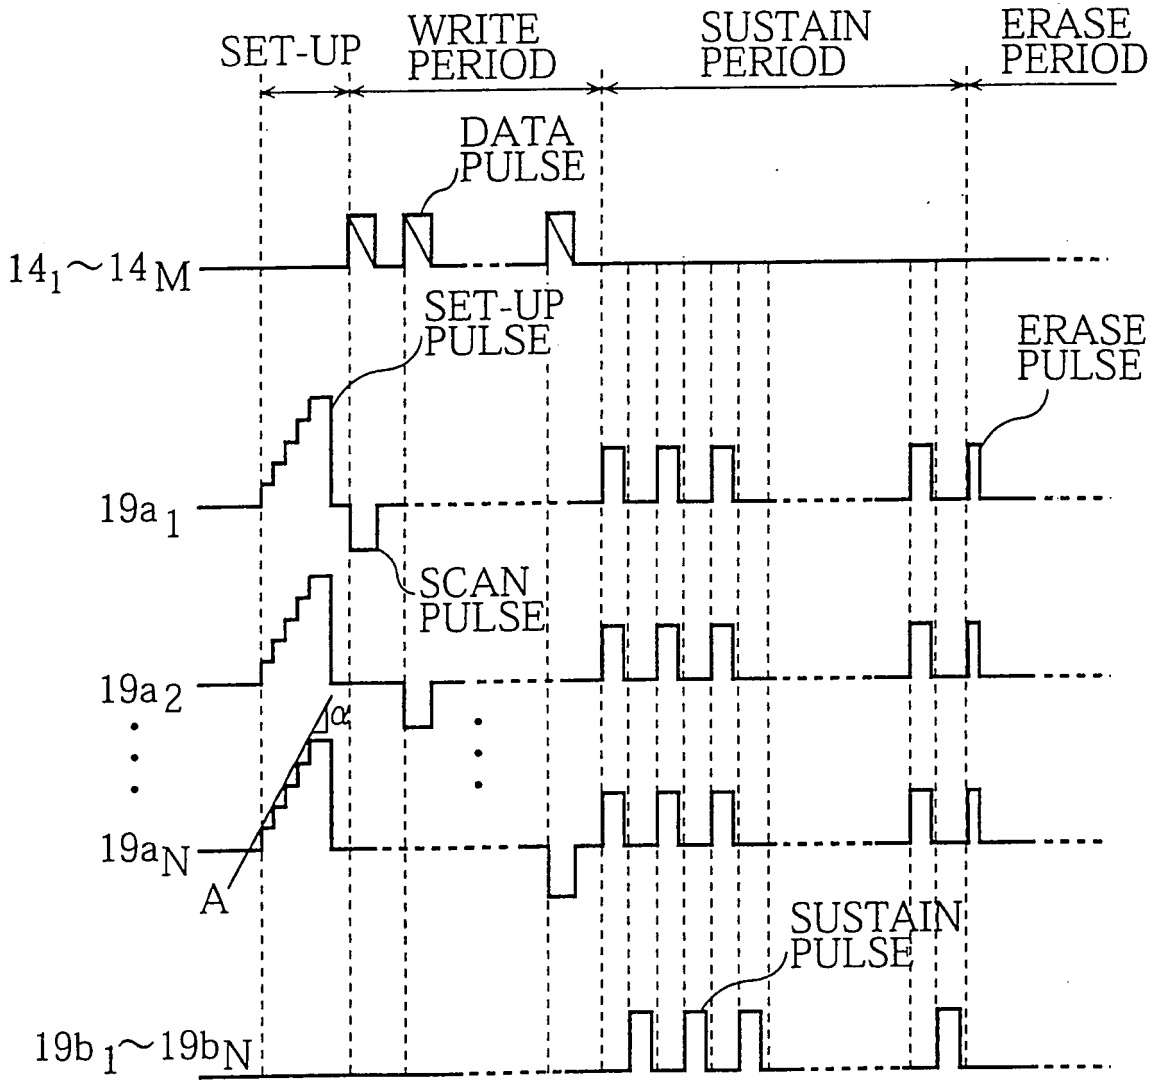 SET-UP
WRITE
PERIOD
SUSTAIN
PERIOD
ERASE
PERIOD
DATA
PULSE
14₁~14M
SET-UP
PULSE
ERASE
PULSE
19a₁
SCAN
PULSE
19a₂
α
19aN
A
SUSTAIN
PULSE
19b₁~19bN